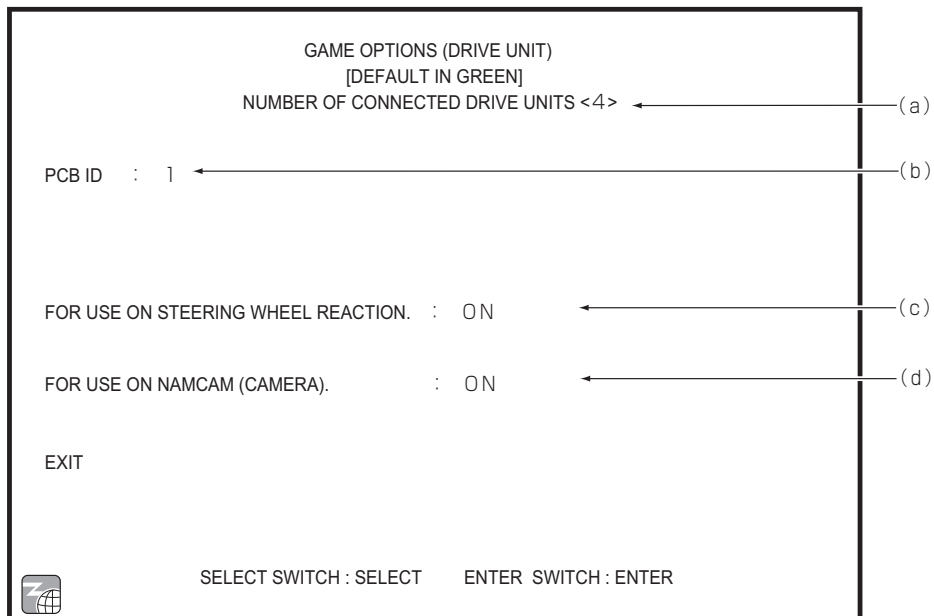 GAME OPTIONS (DRIVE UNIT)
[DEFAULT IN GREEN]
NUMBER OF CONNECTED DRIVE UNITS <4>
(a)
PCB ID : 1
(b)
FOR USE ON STEERING WHEEL REACTION. : ON
(c)
FOR USE ON NAMCAM (CAMERA). : ON
(d)
EXIT
SELECT SWITCH : SELECT ENTER SWITCH : ENTER